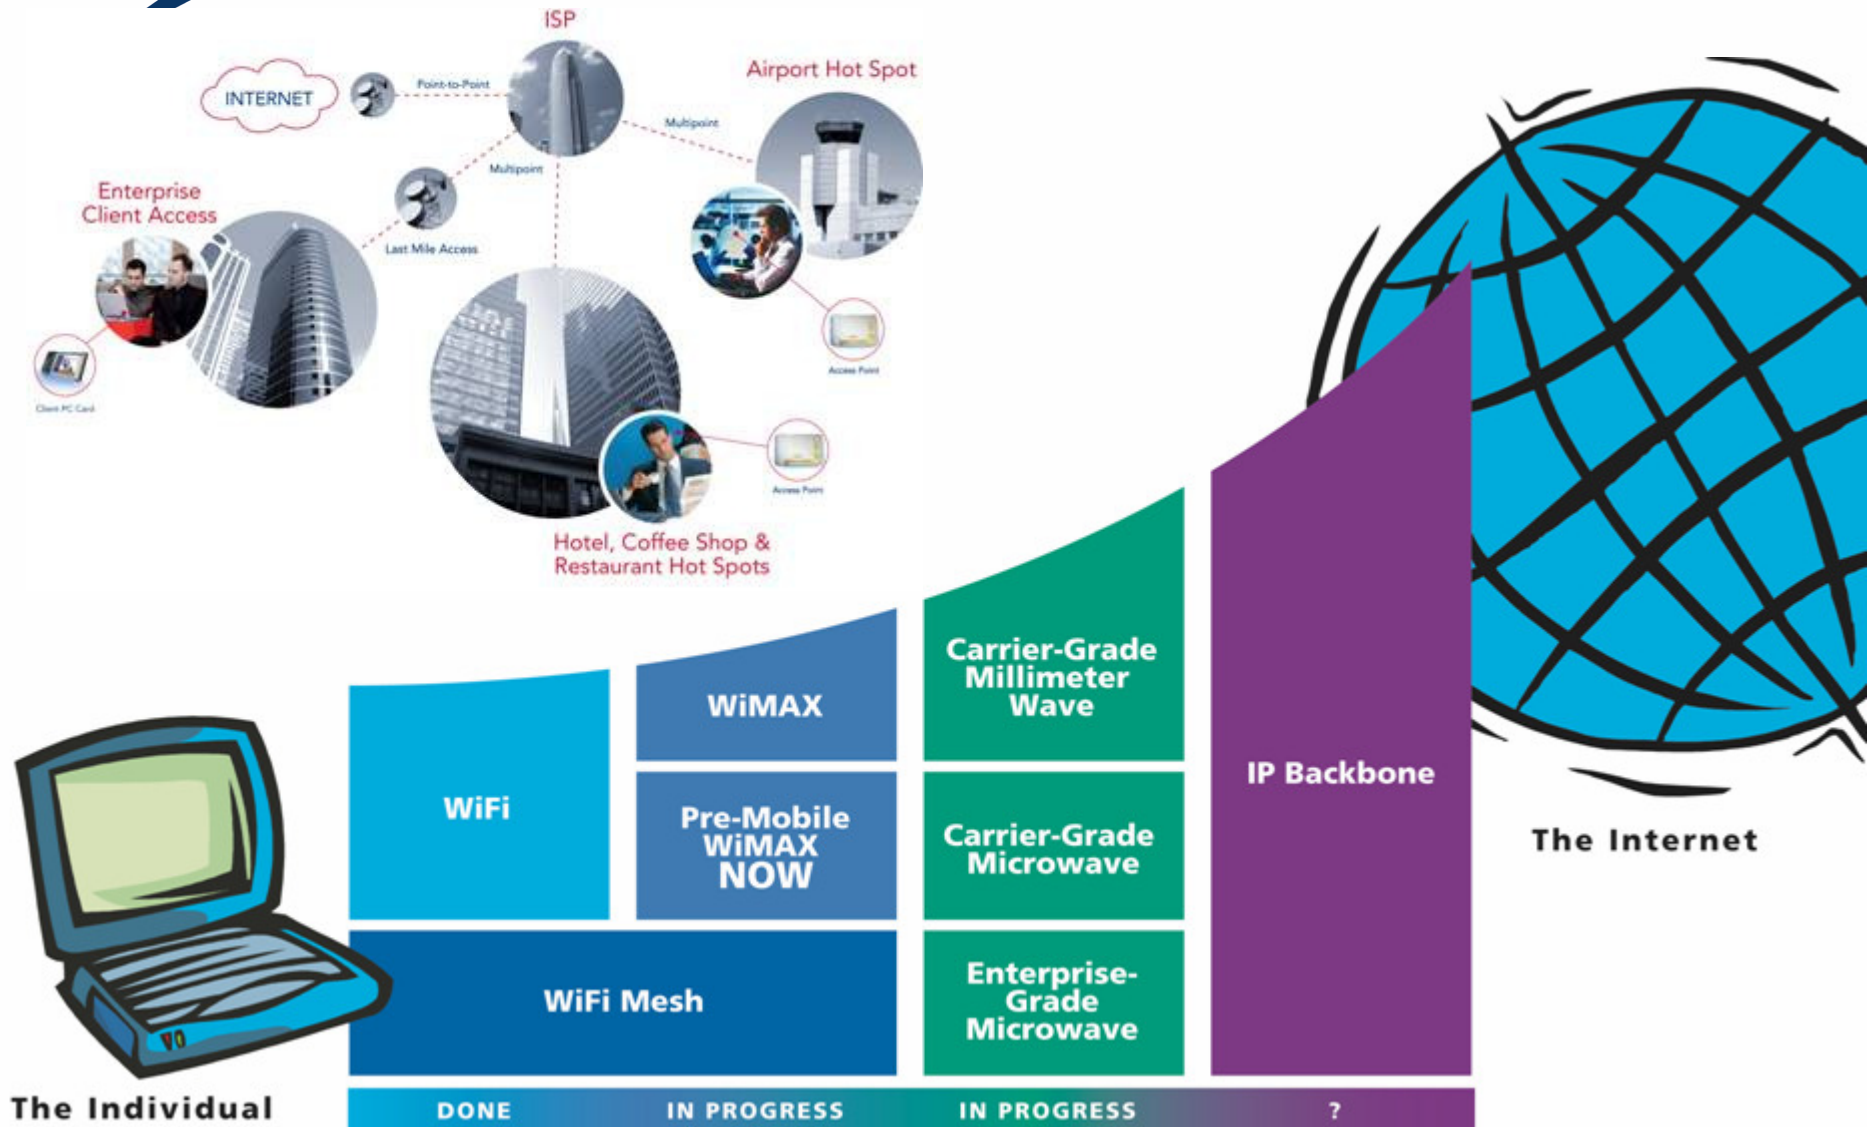 ISP
Airport Hot Spot
INTERNET
Point-to-Point
Multipoint
Multipoint
Enterprise
Client Access
Last Mile Access
Client PC Card
Access Point
Access Point
Hotel, Coffee Shop &
Restaurant Hot Spots
WiFi
WiMAX
Pre-Mobile
WiMAX
NOW
WiFi Mesh
Carrier-Grade
Millimeter
Wave
Carrier-Grade
Microwave
Enterprise-
Grade
Microwave
IP Backbone
The Internet
The Individual
DONE
IN PROGRESS
IN PROGRESS
?